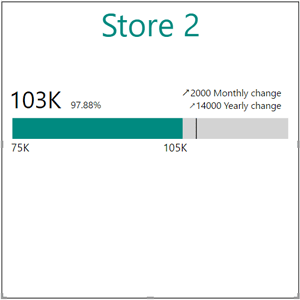 Store 2
103K 97.88%
↗2000 Monthly change
↗14000 Yearly change
75K 105K